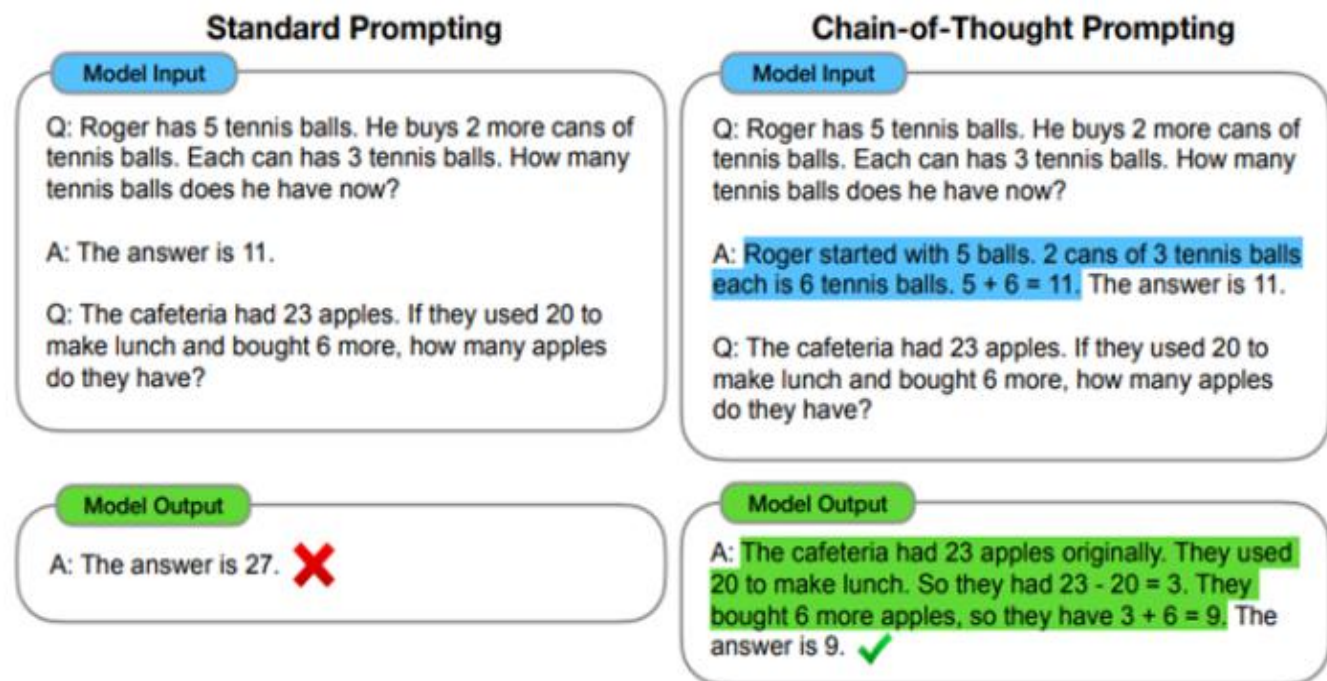 Standard Prompting
Model Input
Q: Roger has 5 tennis balls. He buys 2 more cans of
tennis balls. Each can has 3 tennis balls. How many
tennis balls does he have now?
A: The answer is 11.
Q: The cafeteria had 23 apples. If they used 20 to
make lunch and bought 6 more, how many apples
do they have?
Model Output
A: The answer is 27.
Chain-of-Thought Prompting
Model Input
Q: Roger has 5 tennis balls. He buys 2 more cans of
tennis balls. Each can has 3 tennis balls. How many
tennis balls does he have now?
A: Roger started with 5 balls. 2 cans of 3 tennis balls
each is 6 tennis balls. 5 + 6 = 11. The answer is 11.
Q: The cafeteria had 23 apples. If they used 20 to
make lunch and bought 6 more, how many apples
do they have?
Model Output
A: The cafeteria had 23 apples originally. They used
20 to make lunch. So they had 23 - 20 = 3. They
bought 6 more apples, so they have 3 + 6 = 9. The
answer is 9.